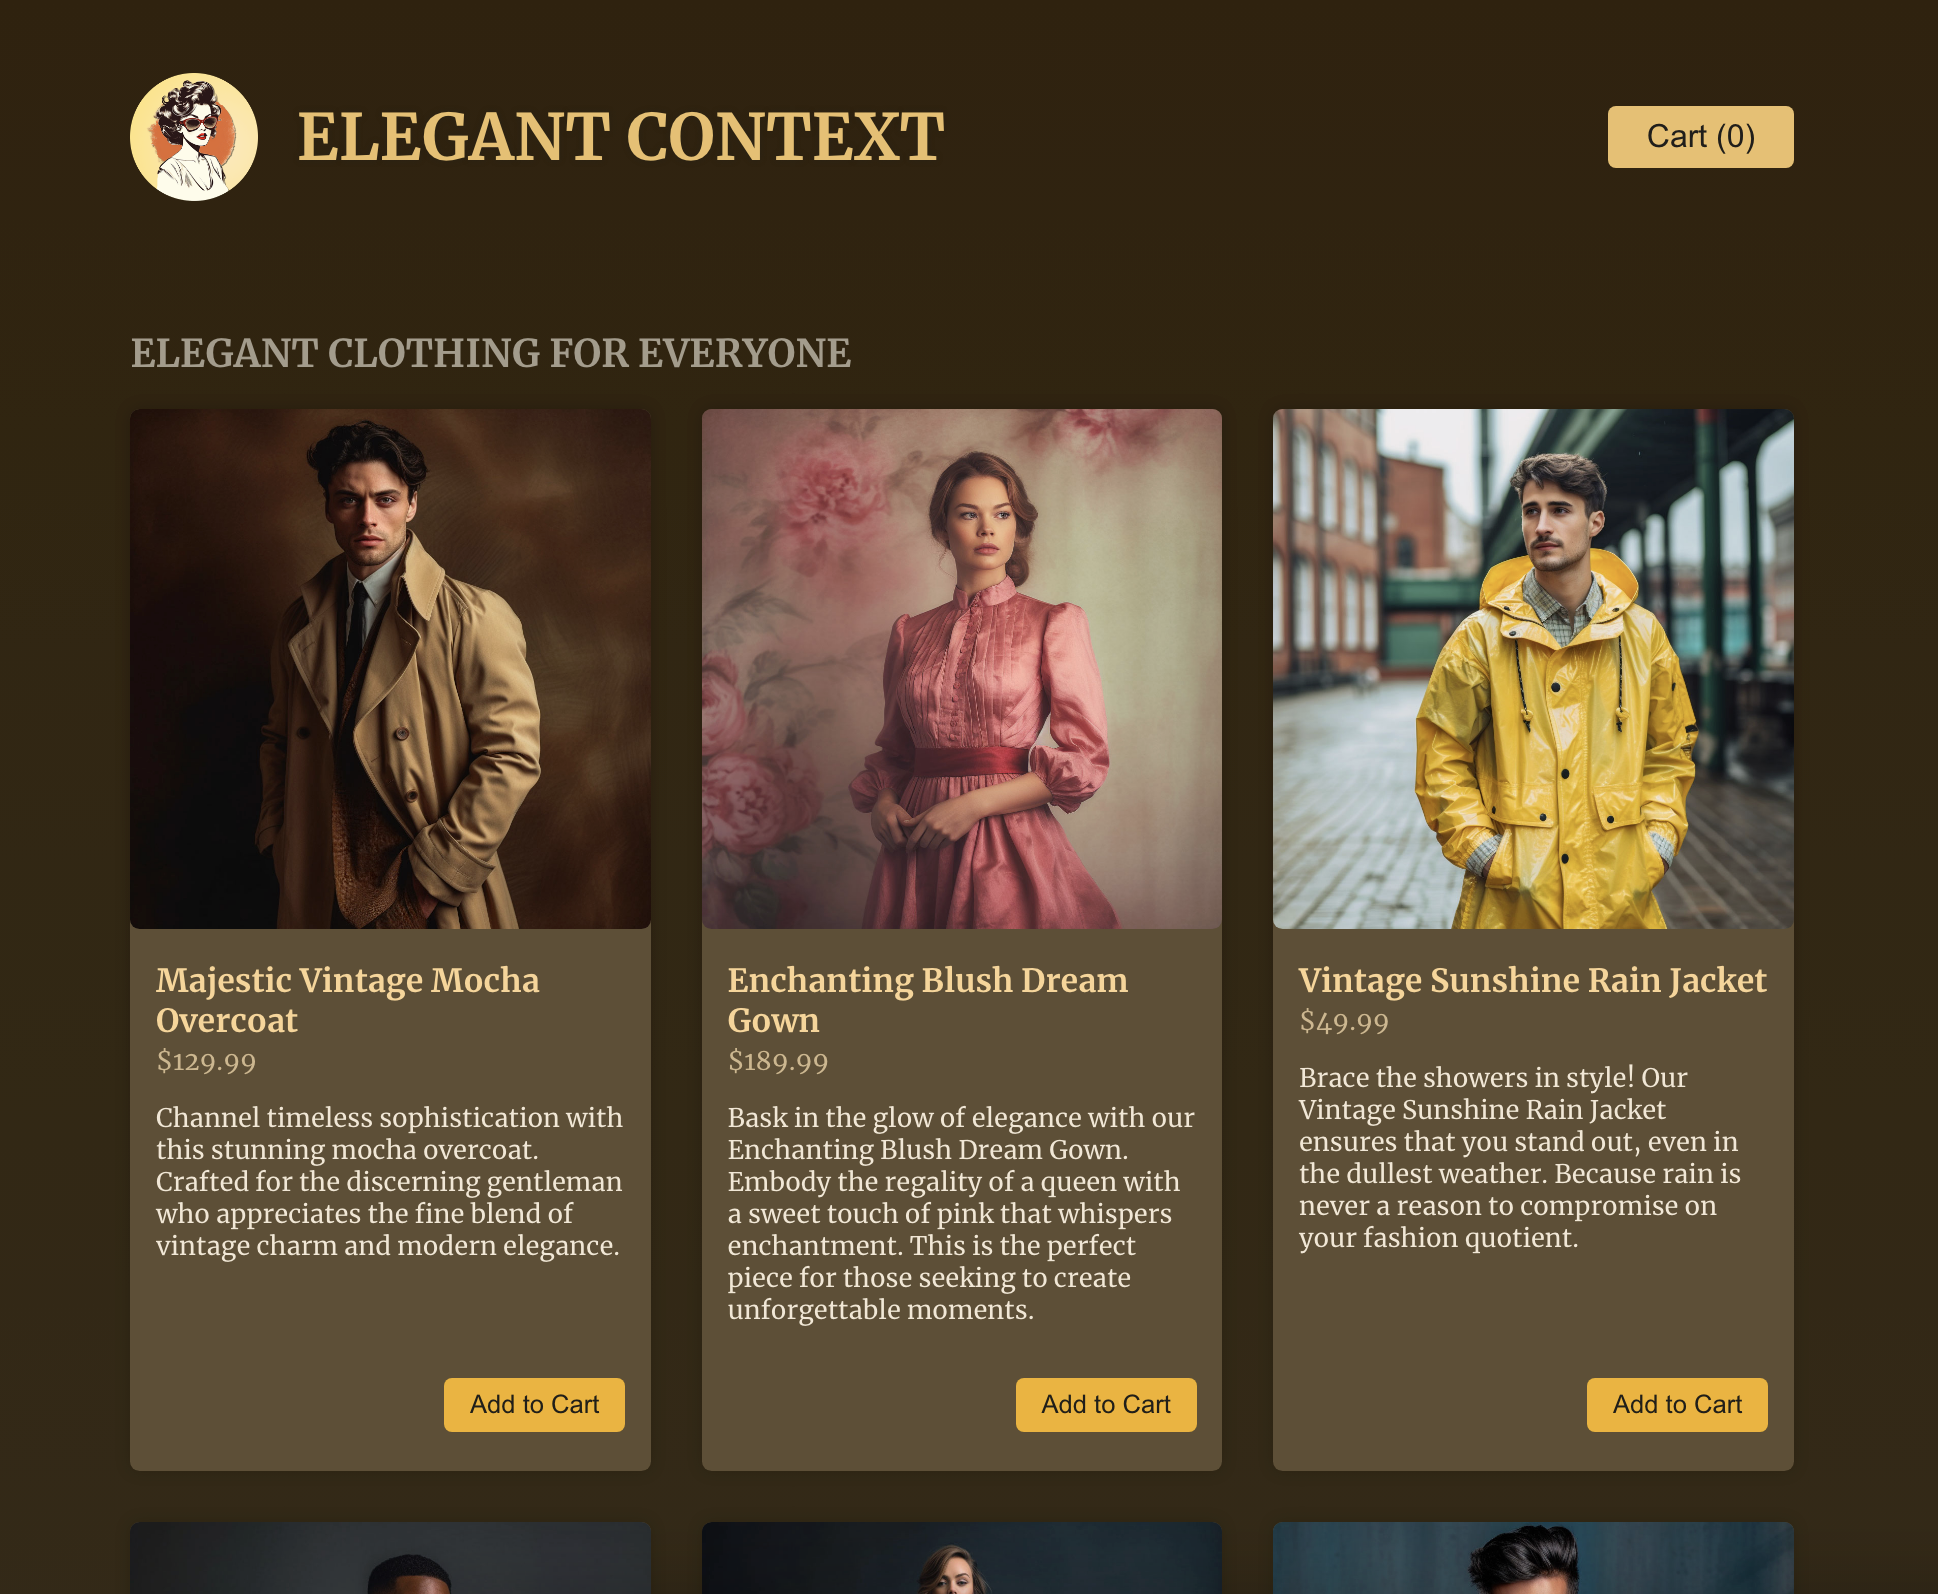 ELEGANT CONTEXT
Cart (0)
ELEGANT CLOTHING FOR EVERYONE
Majestic Vintage Mocha
Overcoat
$129.99
Channel timeless sophistication with
this stunning mocha overcoat.
Crafted for the discerning gentleman
who appreciates the fine blend of
vintage charm and modern elegance.
Add to Cart
Enchanting Blush Dream
Gown
$189.99
Bask in the glow of elegance with our
Enchanting Blush Dream Gown.
Embody the regality of a queen with
a sweet touch of pink that whispers
enchantment. This is the perfect
piece for those seeking to create
unforgettable moments.
Add to Cart
Vintage Sunshine Rain Jacket
$49.99
Brace the showers in style! Our
Vintage Sunshine Rain Jacket
ensures that you stand out, even in
the dullest weather. Because rain is
never a reason to compromise on
your fashion quotient.
Add to Cart